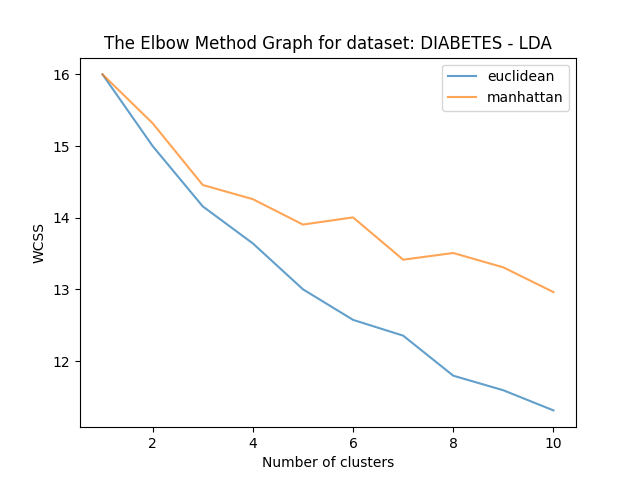 The Elbow Method Graph for dataset: DIABETES - LDA
euclidean
manhattan
WCSS
16
15
14
13
12
2 4 6 8 10
Number of clusters